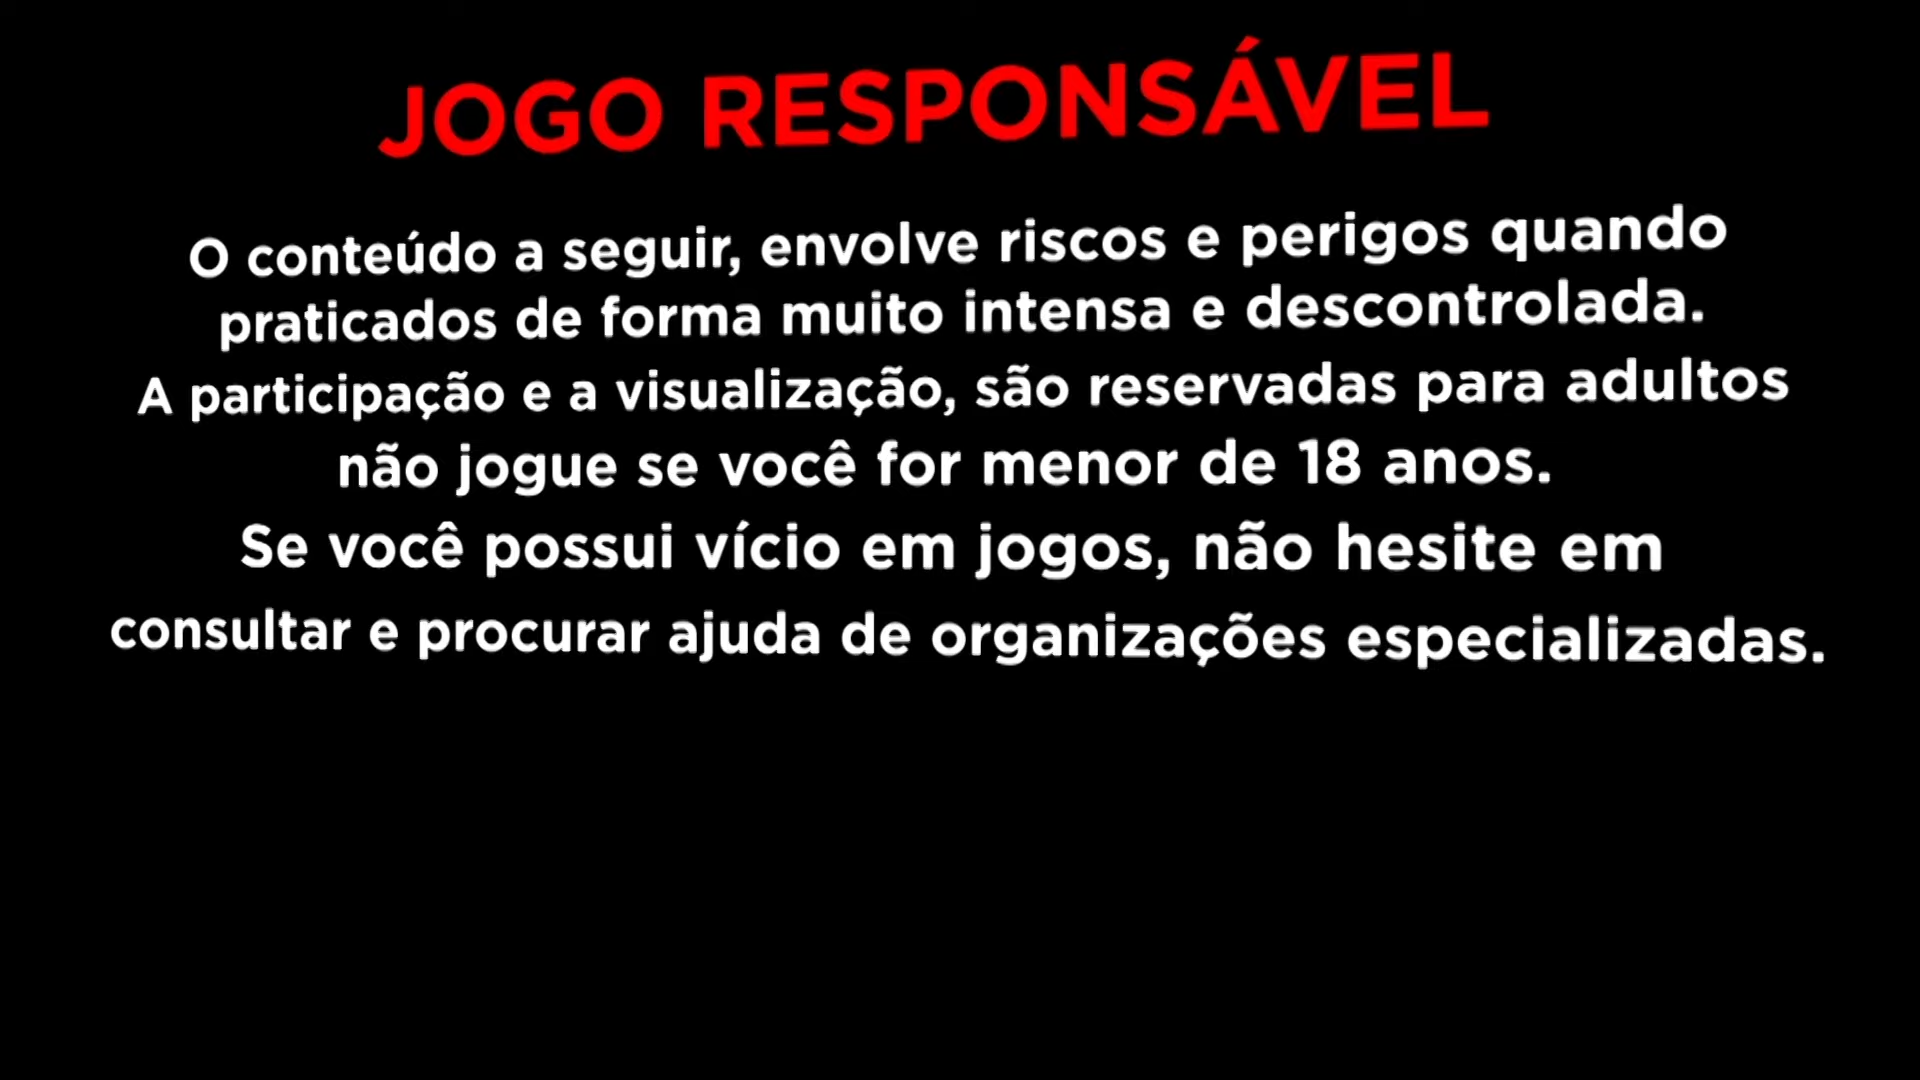 JOGO RESPONSÁVEL
O conteúdo a seguir, envolve riscos e perigos quando
praticados de forma muito intensa e descontrolada.
A participação e a visualização, são reservadas para adultos
não jogue se você for menor de 18 anos.
Se você possui vício em jogos, não hesite em
consultar e procurar ajuda de organizações especializadas.